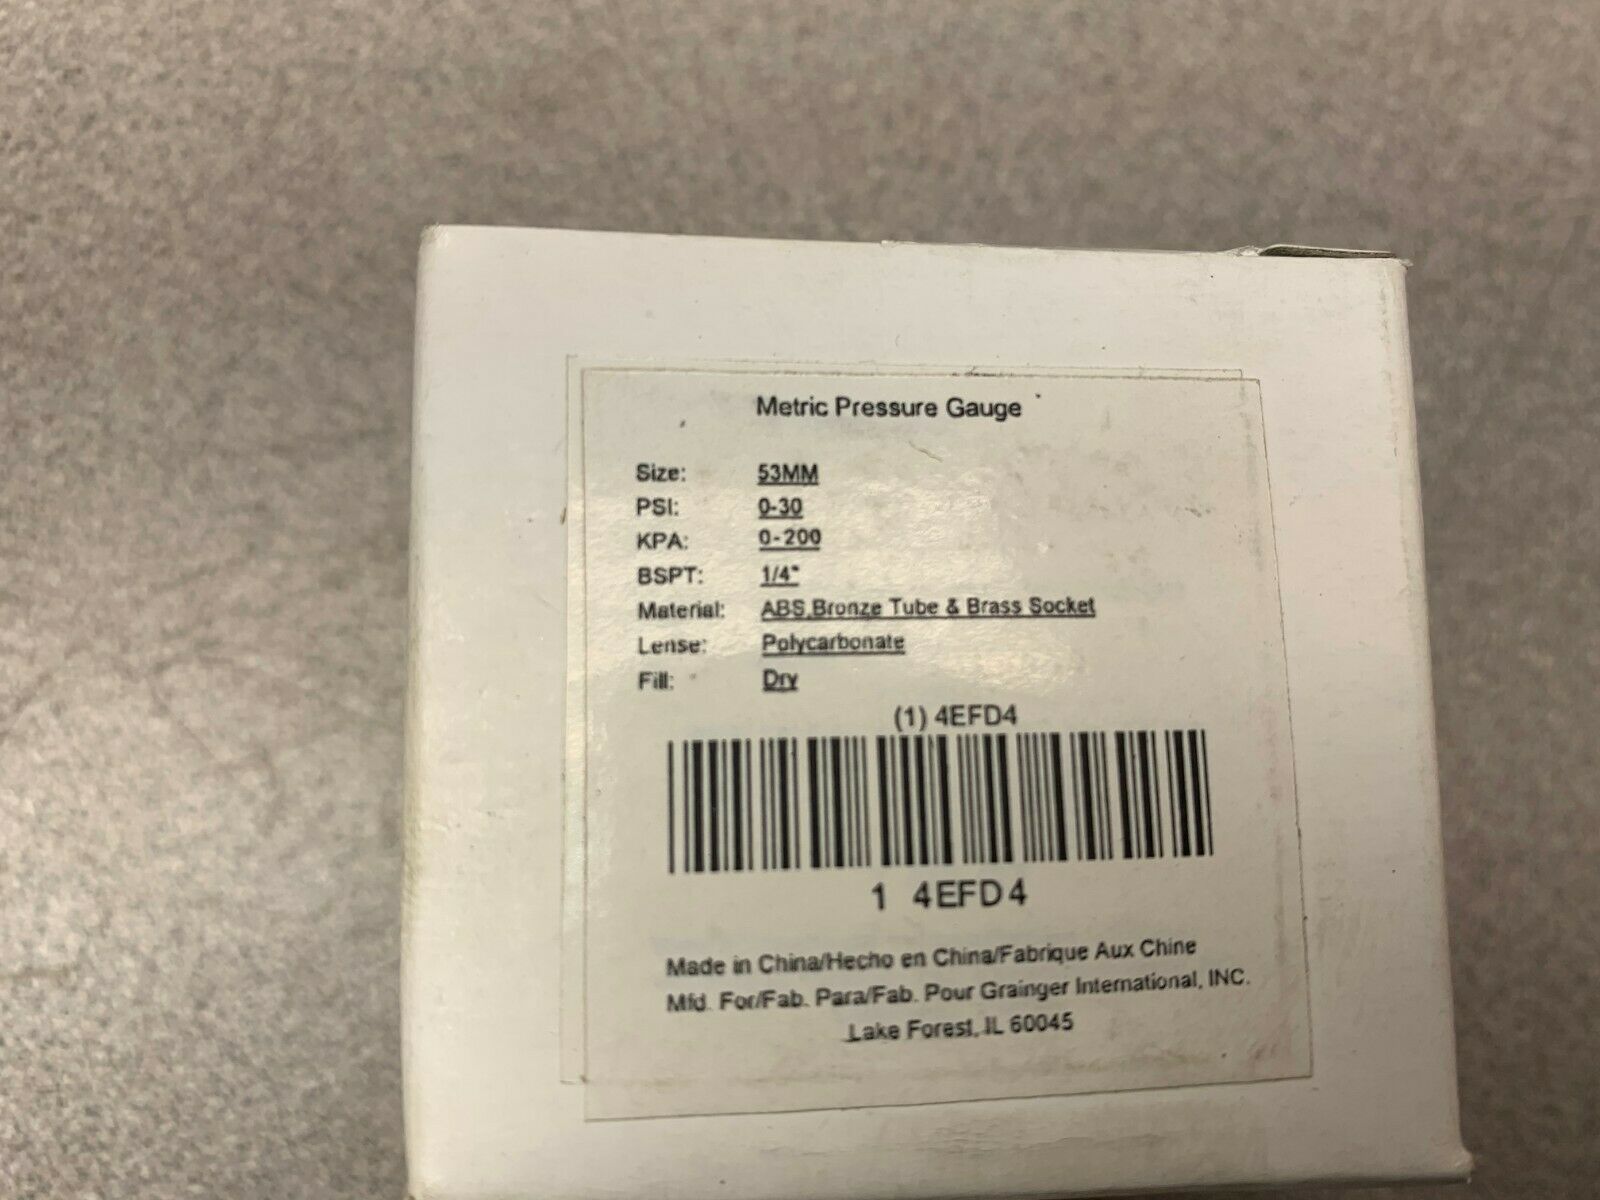 Metric Pressure Gauge
Size: 53MM
PSI: 0-30
KPA: 0-200
BSPT: 1/4"
Material: ABS,Bronze Tube & Brass Socket
Lense: Polycarbonate
Fill: Dry
(1) 4EFD4
1 4EFD4
Made in China/Hecho en China/Fabrique Aux Chine
Mfd. For/Fab. Para/Fab. Pour Grainger International, INC.
Lake Forest, IL 60045